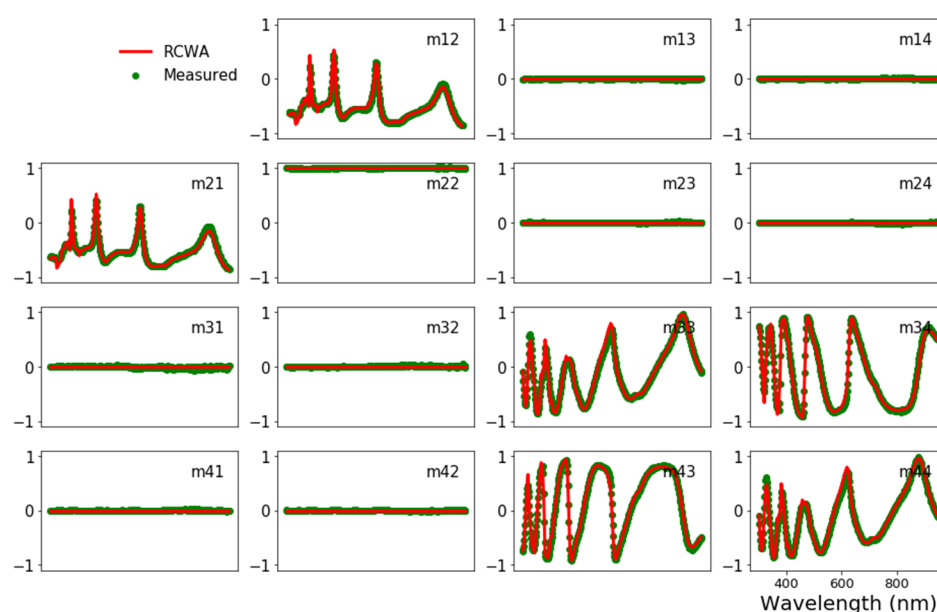 RCWA
Measured
1 m12
0
−1
1 m13
0
−1
1 m14
0
−1
1 m21
0
−1
1 m22
0
−1
1 m23
0
−1
1 m24
0
−1
1 m31
0
−1
1 m32
0
−1
1 m33
0
−1
1 m34
0
−1
1 m41
0
−1
1 m42
0
−1
1 m43
0
−1
1 m44
0
−1
400 600 800
Wavelength (nm)